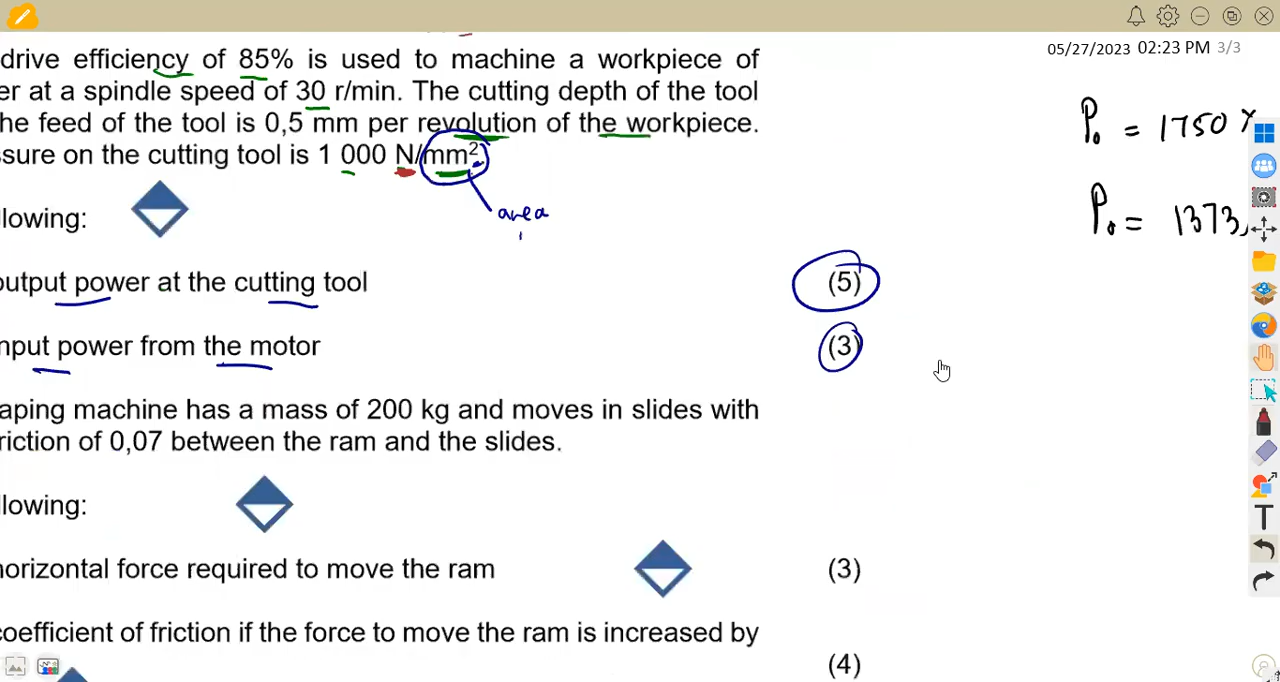 05/27/2023 02:23 PM 3/3
drive efficiency of 85% is used to machine a workpiece of
er at a spindle speed of 30 r/min. The cutting depth of the tool
he feed of the tool is 0,5 mm per revolution of the workpiece.
ssure on the cutting tool is 1 000 N/mm²
P₀ = 1750 ×
area
llowing:
P₀ = 1373,
output power at the cutting tool (5)
nput power from the motor (3)
aping machine has a mass of 200 kg and moves in slides with
riction of 0,07 between the ram and the slides.
llowing:
horizontal force required to move the ram (3)
coefficient of friction if the force to move the ram is increased by
(4)
T